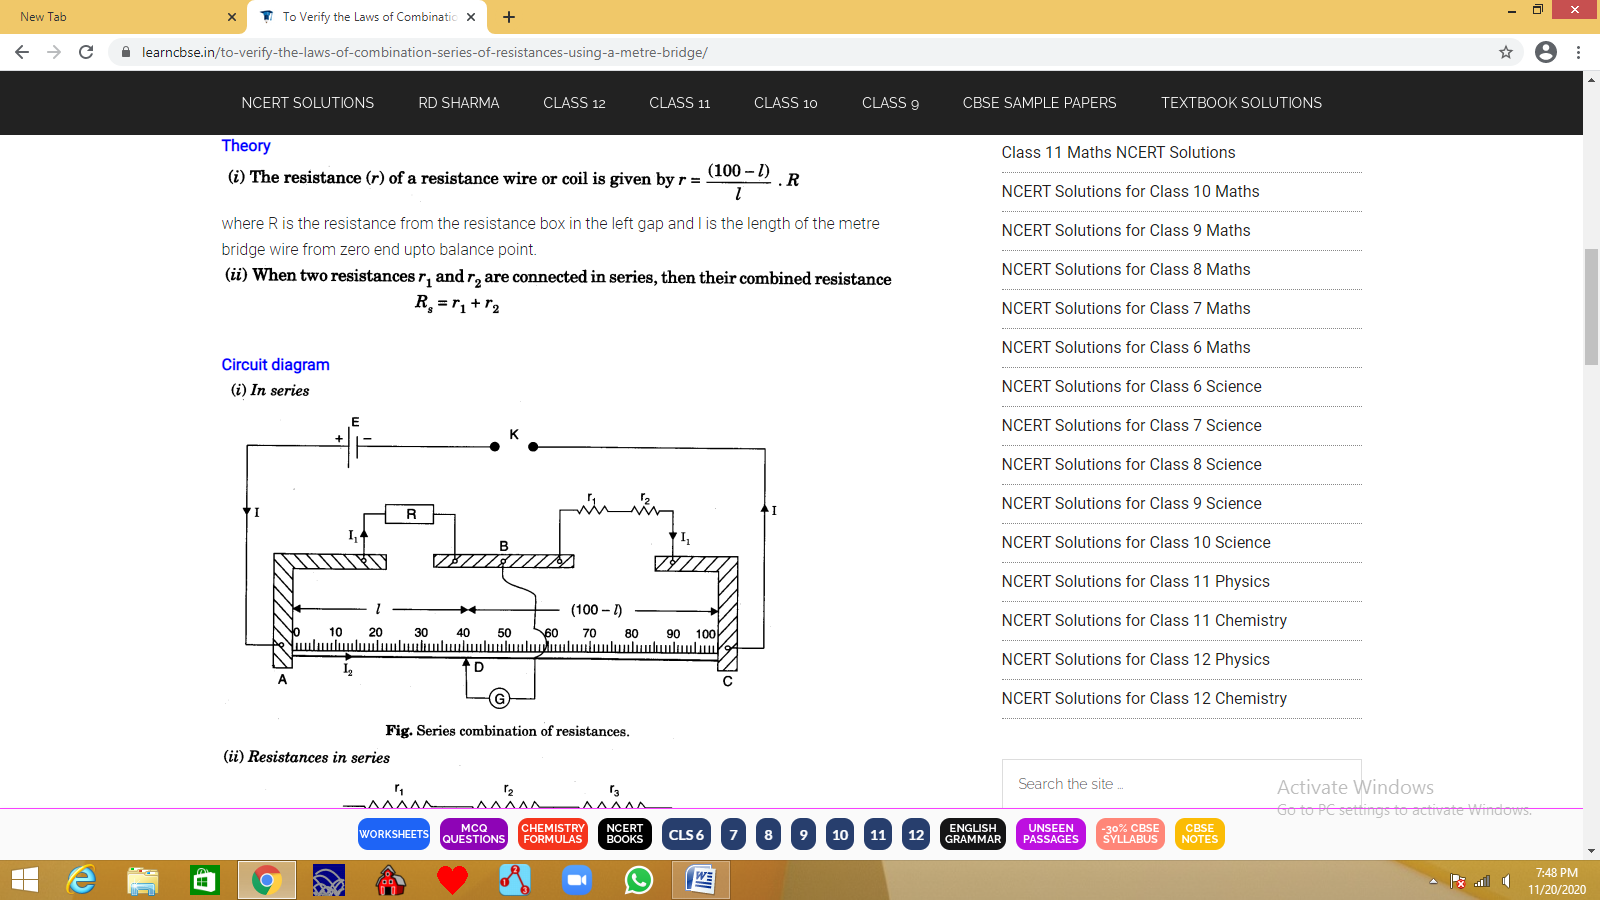 New Tab
To Verify the Laws of Combinatic
learncbse.in/to-verify-the-laws-of-combination-series-of-resistances-using-a-metre-bridge/
NCERT SOLUTIONS RD SHARMA CLASS 12 CLASS 11 CLASS 10 CLASS 9 CBSE SAMPLE PAPERS TEXTBOOK SOLUTIONS
Theory
(i) The resistance (r) of a resistance wire or coil is given by r = (100 – l) / l . R
where R is the resistance from the resistance box in the left gap and l is the length of the metre
bridge wire from zero end upto balance point.
(ii) When two resistances r1 and r2 are connected in series, then their combined resistance
Rs = r1 + r2
Circuit diagram
(i) In series
E
+ –
K
I
R
r1 r2
I
I1
I1
B
l
(100 – l)
0 10 20 30 40 50 60 70 80 90 100
I2
D
A
C
G
Fig. Series combination of resistances.
(ii) Resistances in series
r1 r2 r3
Class 11 Maths NCERT Solutions
NCERT Solutions for Class 10 Maths
NCERT Solutions for Class 9 Maths
NCERT Solutions for Class 8 Maths
NCERT Solutions for Class 7 Maths
NCERT Solutions for Class 6 Maths
NCERT Solutions for Class 6 Science
NCERT Solutions for Class 7 Science
NCERT Solutions for Class 8 Science
NCERT Solutions for Class 9 Science
NCERT Solutions for Class 10 Science
NCERT Solutions for Class 11 Physics
NCERT Solutions for Class 11 Chemistry
NCERT Solutions for Class 12 Physics
NCERT Solutions for Class 12 Chemistry
Search the site ...
Activate Windows
Go to PC settings to activate Windows.
WORKSHEETS
MCQ
QUESTIONS
CHEMISTRY
FORMULAS
NCERT
BOOKS
CLS 6
7
8
9
10
11
12
ENGLISH
GRAMMAR
UNSEEN
PASSAGES
-30% CBSE
SYLLABUS
CBSE
NOTES
1 2 3
W
7:48 PM
11/20/2020